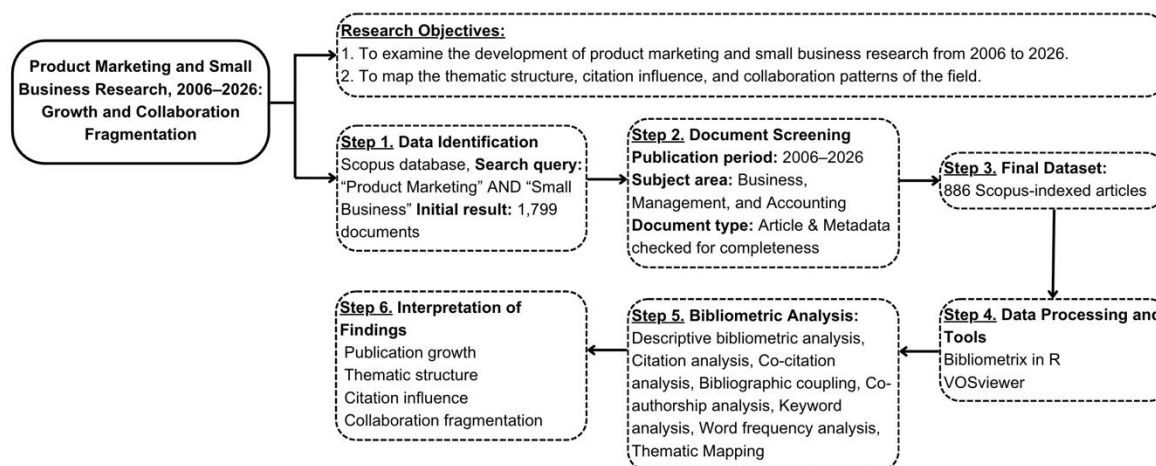 Product Marketing and Small
Business Research, 2006–2026:
Growth and Collaboration
Fragmentation
Research Objectives:
1. To examine the development of product marketing and small business research from 2006 to 2026.
2. To map the thematic structure, citation influence, and collaboration patterns of the field.
Step 1. Data Identification
Scopus database, Search query:
“Product Marketing” AND “Small
Business” Initial result: 1,799
documents
Step 2. Document Screening
Publication period: 2006–2026
Subject area: Business,
Management, and Accounting
Document type: Article & Metadata
checked for completeness
Step 3. Final Dataset:
886 Scopus-indexed articles
Step 4. Data Processing and
Tools
Bibliometrix in R
VOSviewer
Step 5. Bibliometric Analysis:
Descriptive bibliometric analysis,
Citation analysis, Co-citation
analysis, Bibliographic coupling, Co-
authorship analysis, Keyword
analysis, Word frequency analysis,
Thematic Mapping
Step 6. Interpretation of
Findings
Publication growth
Thematic structure
Citation influence
Collaboration fragmentation